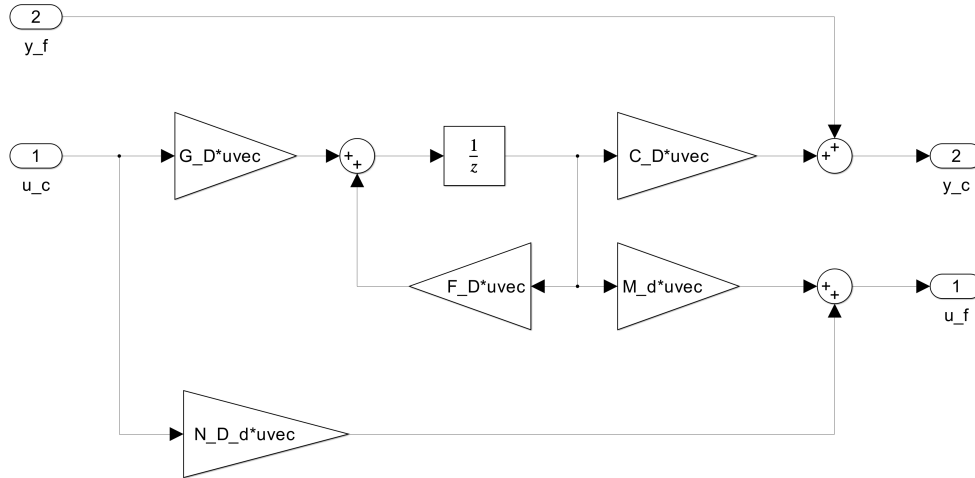 2
y_f
1
u_c
G_D*uvec
+
+
1
z
C_D*uvec
+
+
2
y_c
F_D*uvec
M_d*uvec
+
+
1
u_f
N_D_d*uvec